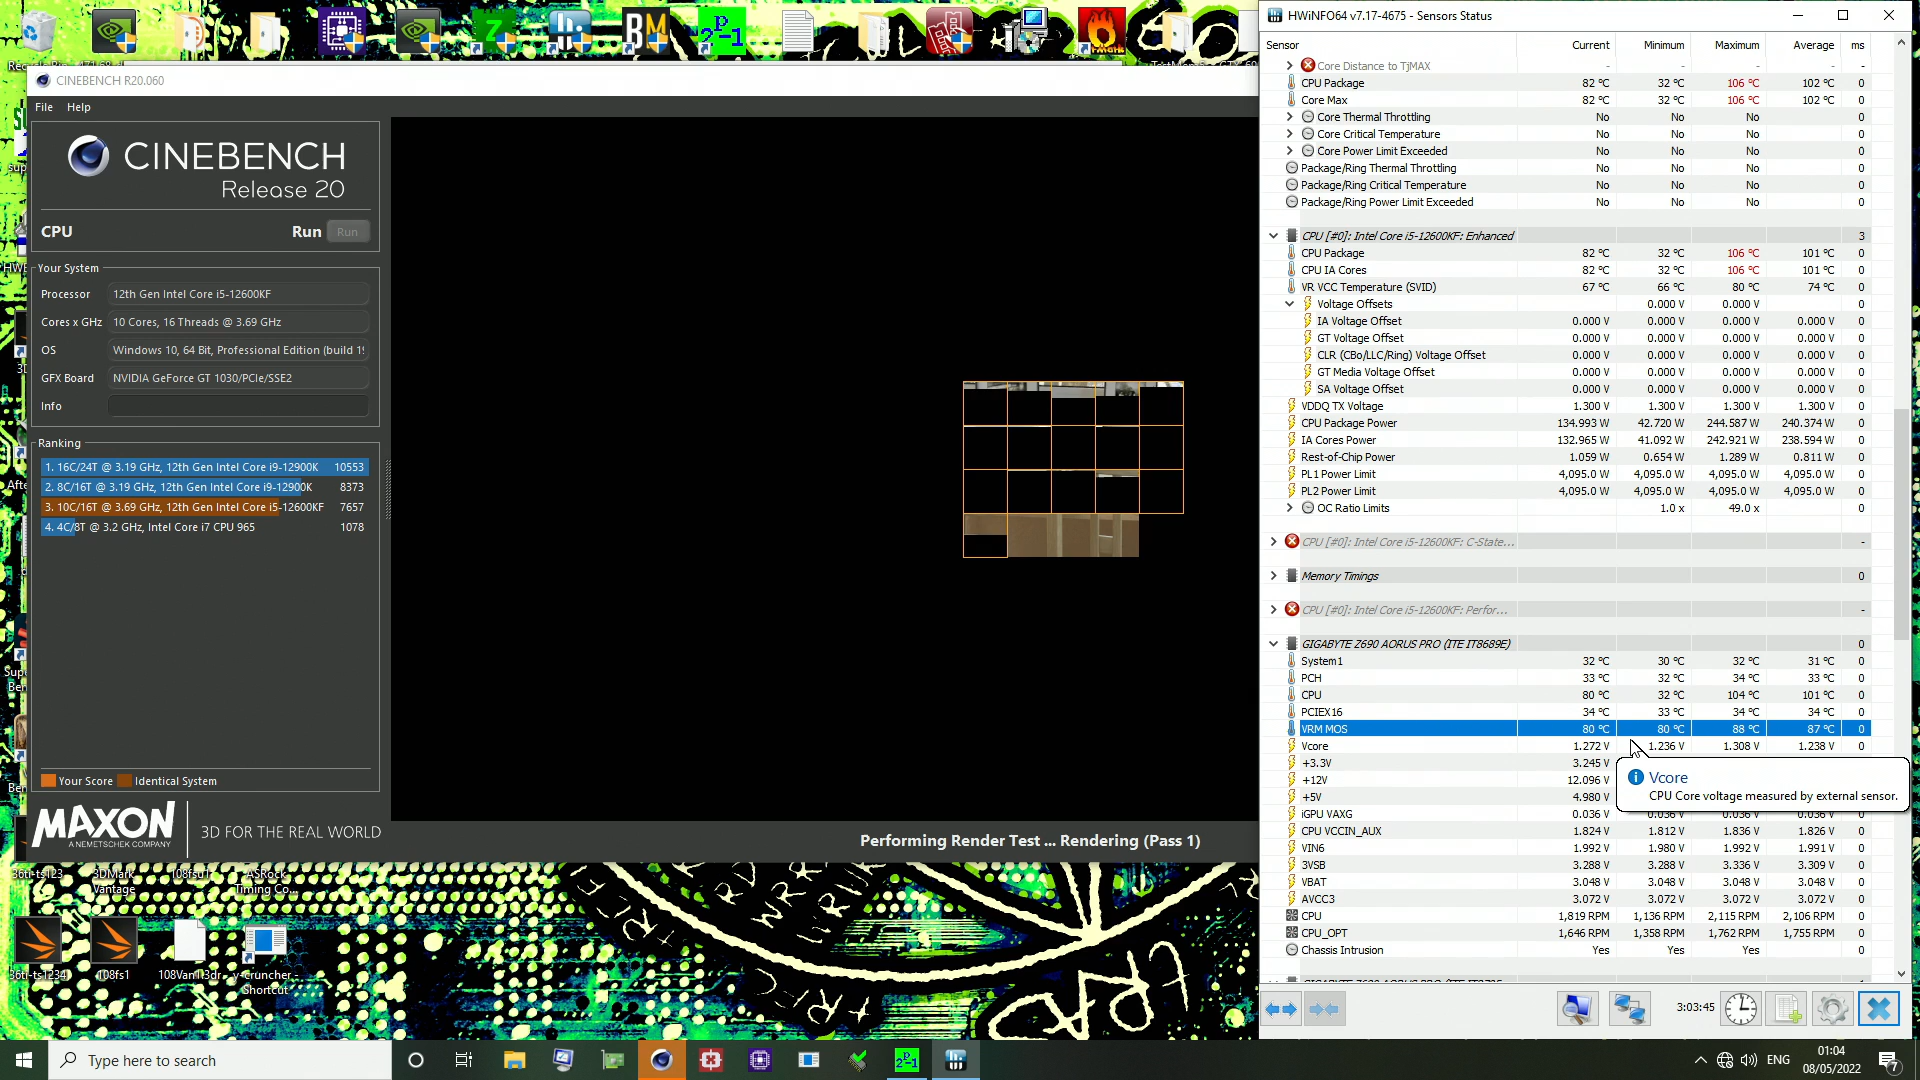 CINEBENCH R20.060
File Help
CINEBENCH
Release 20
CPU Run Run
Your System
Processor 12th Gen Intel Core i5-12600KF
Cores x GHz 10 Cores, 16 Threads @ 3.69 GHz
OS Windows 10, 64 Bit, Professional Edition (build 19
GFX Board NVIDIA GeForce GT 1030/PCIe/SSE2
Info
Ranking
1. 16C/24T @ 3.19 GHz, 12th Gen Intel Core i9-12900K 10553
2. 8C/16T @ 3.19 GHz, 12th Gen Intel Core i9-12900K 8373
3. 10C/16T @ 3.69 GHz, 12th Gen Intel Core i5-12600KF 7657
4. 4C/8T @ 3.2 GHz, Intel Core i7 CPU 965 1078
Your Score Identical System
MAXON
A NEMETSCHEK COMPANY
3D FOR THE REAL WORLD
Performing Render Test ... Rendering (Pass 1)
HWiNFO64 v7.17-4675 - Sensors Status
Sensor Current Minimum Maximum Average ms
Core Distance to TjMAX - - - - -
CPU Package 82 °C 32 °C 106 °C 102 °C 0
Core Max 82 °C 32 °C 106 °C 102 °C 0
Core Thermal Throttling No No No 0
Core Critical Temperature No No No 0
Core Power Limit Exceeded No No No 0
Package/Ring Thermal Throttling No No No 0
Package/Ring Critical Temperature No No No 0
Package/Ring Power Limit Exceeded No No No 0
CPU [#0]: Intel Core i5-12600KF: Enhanced 3
CPU Package 82 °C 32 °C 106 °C 101 °C 0
CPU IA Cores 82 °C 32 °C 106 °C 101 °C 0
VR VCC Temperature (SVID) 67 °C 66 °C 80 °C 74 °C 0
Voltage Offsets 0.000 V 0.000 V 0
IA Voltage Offset 0.000 V 0.000 V 0.000 V 0.000 V 0
GT Voltage Offset 0.000 V 0.000 V 0.000 V 0.000 V 0
CLR (CBo/LLC/Ring) Voltage Offset 0.000 V 0.000 V 0.000 V 0.000 V 0
GT Media Voltage Offset 0.000 V 0.000 V 0.000 V 0.000 V 0
SA Voltage Offset 0.000 V 0.000 V 0.000 V 0.000 V 0
VDDQ TX Voltage 1.300 V 1.300 V 1.300 V 1.300 V 0
CPU Package Power 134.993 W 42.720 W 244.587 W 240.374 W 0
IA Cores Power 132.965 W 41.092 W 242.921 W 238.594 W 0
Rest-of-Chip Power 1.059 W 0.654 W 1.289 W 0.811 W 0
PL1 Power Limit 4,095.0 W 4,095.0 W 4,095.0 W 4,095.0 W 0
PL2 Power Limit 4,095.0 W 4,095.0 W 4,095.0 W 4,095.0 W 0
OC Ratio Limits 1.0 x 49.0 x 0
CPU [#0]: Intel Core i5-12600KF: C-State... -
Memory Timings 0
CPU [#0]: Intel Core i5-12600KF: Perfor... -
GIGABYTE Z690 AORUS PRO (ITE IT8689E) 0
System1 32 °C 30 °C 32 °C 31 °C 0
PCH 33 °C 32 °C 34 °C 33 °C 0
CPU 80 °C 32 °C 104 °C 101 °C 0
PCIEX16 34 °C 33 °C 34 °C 34 °C 0
VRM MOS 80 °C 80 °C 88 °C 87 °C 0
Vcore 1.272 V 1.236 V 1.308 V 1.238 V 0
+3.3V 3.245 V
+12V 12.096 V
+5V 4.980 V
Vcore
CPU Core voltage measured by external sensor.
iGPU VAXG 0.036 V 0.036 V 0.036 V 0.036 V 0
CPU VCCIN_AUX 1.824 V 1.812 V 1.836 V 1.826 V 0
VIN6 1.992 V 1.980 V 1.992 V 1.991 V 0
3VSB 3.288 V 3.288 V 3.336 V 3.309 V 0
VBAT 3.048 V 3.048 V 3.048 V 3.048 V 0
AVCC3 3.072 V 3.072 V 3.072 V 3.072 V 0
CPU 1,819 RPM 1,136 RPM 2,115 RPM 2,106 RPM 0
CPU_OPT 1,646 RPM 1,358 RPM 1,762 RPM 1,755 RPM 0
Chassis Intrusion Yes Yes Yes 0
3:03:45
36ti-ts123 3DMark Vantage 108fsu1 ASRock Timing Co...
36ti-ts1234 108fs1 108Van113dr... y-cruncher - Shortcut
Type here to search
ENG
01:04
08/05/2022
7